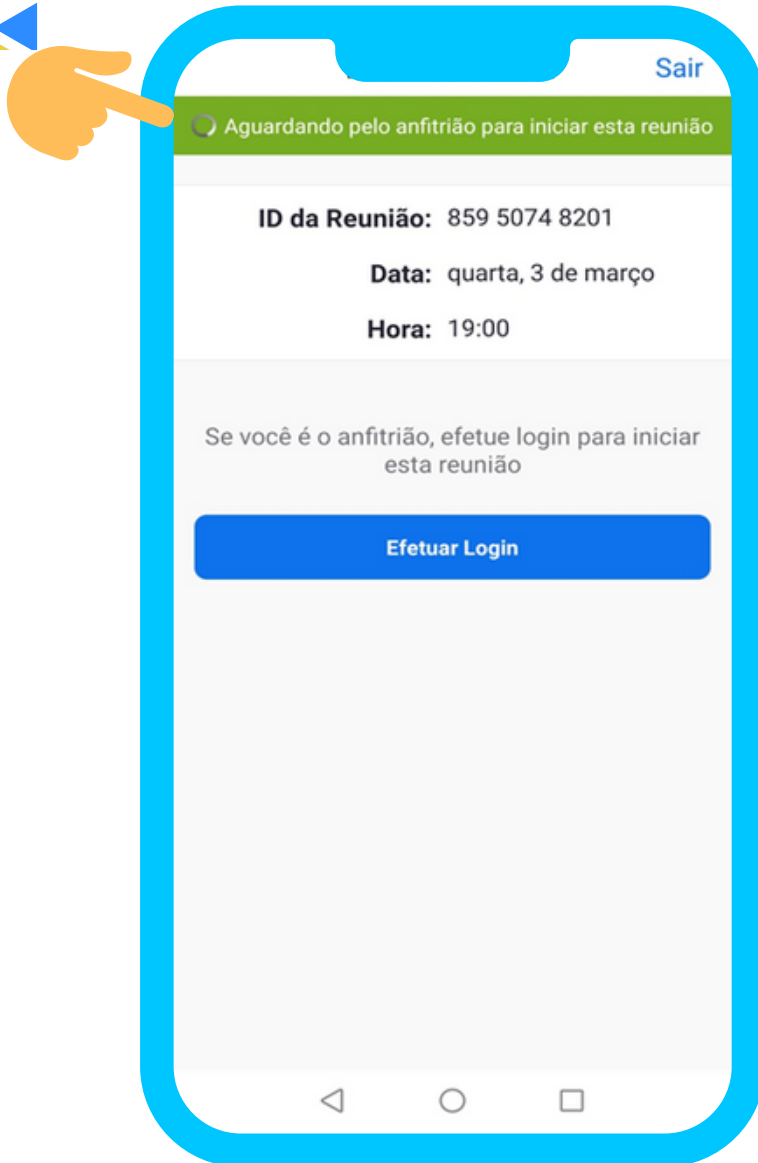 Sair
Aguardando pelo anfitrião para iniciar esta reunião
ID da Reunião: 859 5074 8201
Data: quarta, 3 de março
Hora: 19:00
Se você é o anfitrião, efetue login para iniciar
esta reunião
Efetuar Login